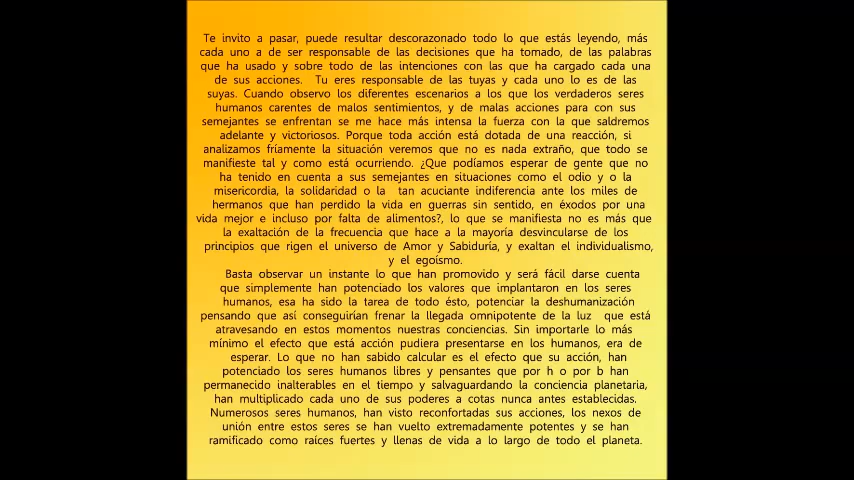 Te invito a pasar, puede resultar descorazonado todo lo que estás leyendo, más
cada uno a de ser responsable de las decisiones que ha tomado, de las palabras
que ha usado y sobre todo de las intenciones con las que ha cargado cada una
de sus acciones. Tu eres responsable de las tuyas y cada uno lo es de las
suyas. Cuando observo los diferentes escenarios a los que los verdaderos seres
humanos carentes de malos sentimientos, y de malas acciones para con sus
semejantes se enfrentan se me hace más intensa la fuerza con la que saldremos
adelante y victoriosos. Porque toda acción está dotada de una reacción, si
analizamos fríamente la situación veremos que no es nada extraño, que todo se
manifieste tal y como está ocurriendo. ¿Que podíamos esperar de gente que no
ha tenido en cuenta a sus semejantes en situaciones como el odio y o la
misericordia, la solidaridad o la tan acuciante indiferencia ante los miles de
hermanos que han perdido la vida en guerras sin sentido, en éxodos por una
vida mejor e incluso por falta de alimentos?, lo que se manifiesta no es más que
la exaltación de la frecuencia que hace a la mayoría desvincularse de los
principios que rigen el universo de Amor y Sabiduría, y exaltan el individualismo,
y el egoísmo.
Basta observar un instante lo que han promovido y será fácil darse cuenta
que simplemente han potenciado los valores que implantaron en los seres
humanos, esa ha sido la tarea de todo ésto, potenciar la deshumanización
pensando que así conseguirían frenar la llegada omnipotente de la luz que está
atravesando en estos momentos nuestras conciencias. Sin importarle lo más
mínimo el efecto que está acción pudiera presentarse en los humanos, era de
esperar. Lo que no han sabido calcular es el efecto que su acción, han
potenciado los seres humanos libres y pensantes que por h o por b han
permanecido inalterables en el tiempo y salvaguardando la conciencia planetaria,
han multiplicado cada uno de sus poderes a cotas nunca antes establecidas.
Numerosos seres humanos, han visto reconfortadas sus acciones, los nexos de
unión entre estos seres se han vuelto extremadamente potentes y se han
ramificado como raíces fuertes y llenas de vida a lo largo de todo el planeta.